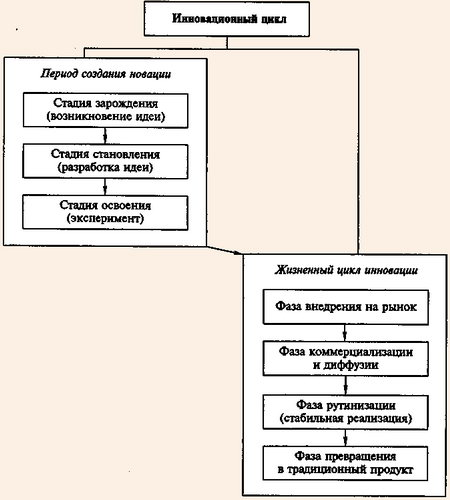 Инновационный цикл
Период создания новации
Стадия зарождения
(возникновение идеи)
Стадия становления
(разработка идеи)
Стадия освоения
(эксперимент)
Жизненный цикл инновации
Фаза внедрения на рынок
Фаза коммерциализации
и диффузии
Фаза рутинизации
(стабильная реализация)
Фаза превращения
в традиционный продукт